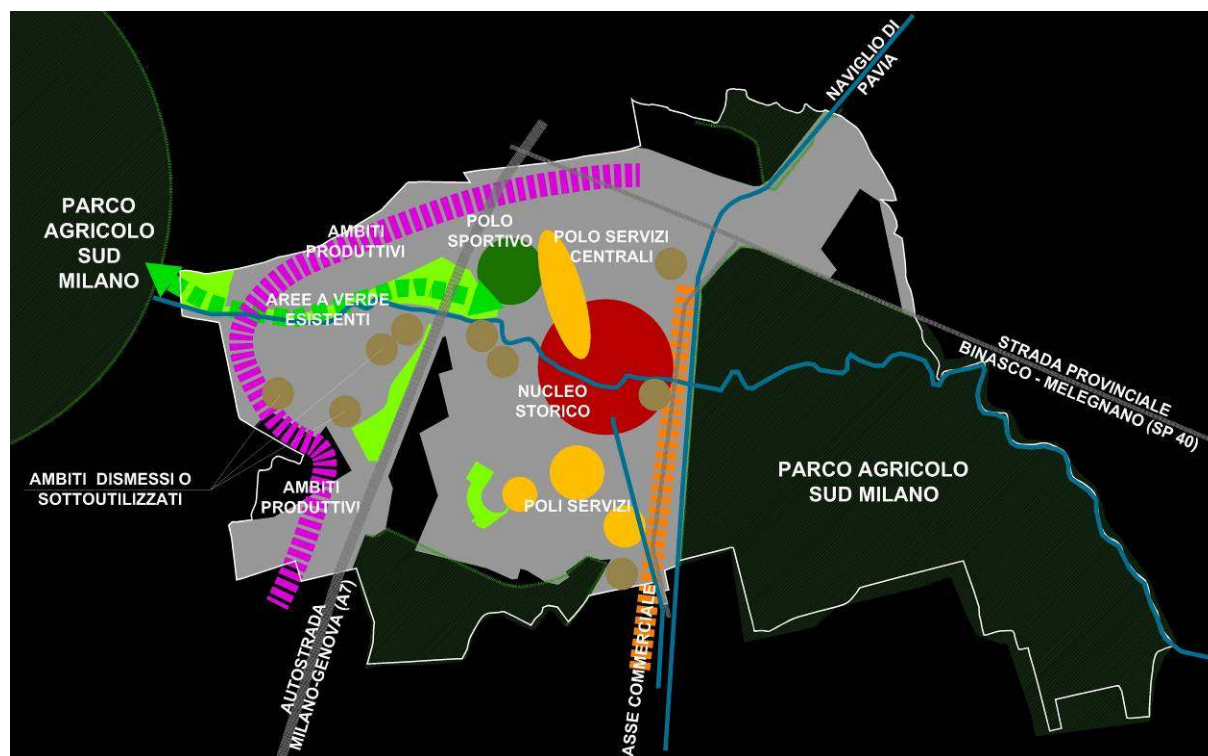 NAVIGLIO DI
PAVIA
PARCO
AGRICOLO
SUD
MILANO
AMBITI
PRODUTTIVI
POLO
SPORTIVO
POLO SERVIZI
CENTRALI
AREE A VERDE
ESISTENTI
STRADA PROVINCIALE
BINASCO - MELEGNANO (SP 40)
NUCLEO
STORICO
AMBITI DISMESSI O
SOTTOUTILIZZATI
AMBITI
PRODUTTIVI
POLI SERVIZI
PARCO AGRICOLO
SUD MILANO
AUTOSTRADA
MILANO-GENOVA (A7)
ASSE COMMERCIALE